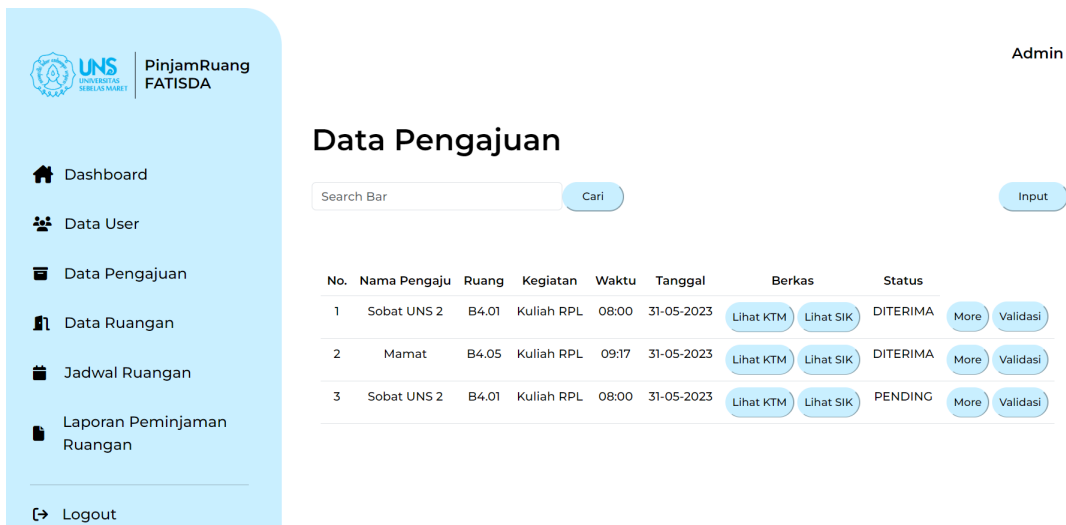 UNS
UNIVERSITAS
SEBELAS MARET
PinjamRuang
FATISDA
Admin
Dashboard
Data User
Data Pengajuan
Data Ruangan
Jadwal Ruangan
Laporan Peminjaman
Ruangan
Logout
Data Pengajuan
Search Bar Cari Input
No. Nama Pengaju Ruang Kegiatan Waktu Tanggal Berkas Status
1 Sobat UNS 2 B4.01 Kuliah RPL 08:00 31-05-2023 Lihat KTM Lihat SIK DITERIMA More Validasi
2 Mamat B4.05 Kuliah RPL 09:17 31-05-2023 Lihat KTM Lihat SIK DITERIMA More Validasi
3 Sobat UNS 2 B4.01 Kuliah RPL 08:00 31-05-2023 Lihat KTM Lihat SIK PENDING More Validasi